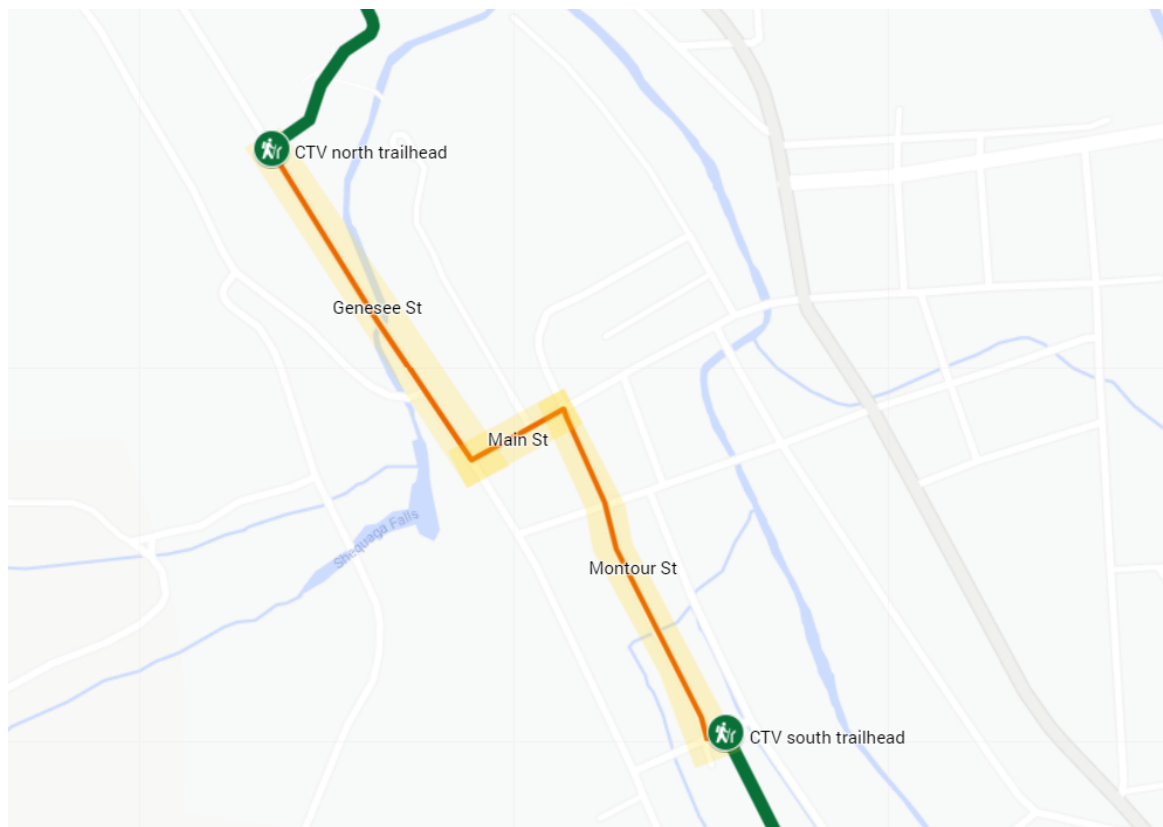 CTV north trailhead
Genesee St
Main St
Shequaga Falls
Montour St
CTV south trailhead